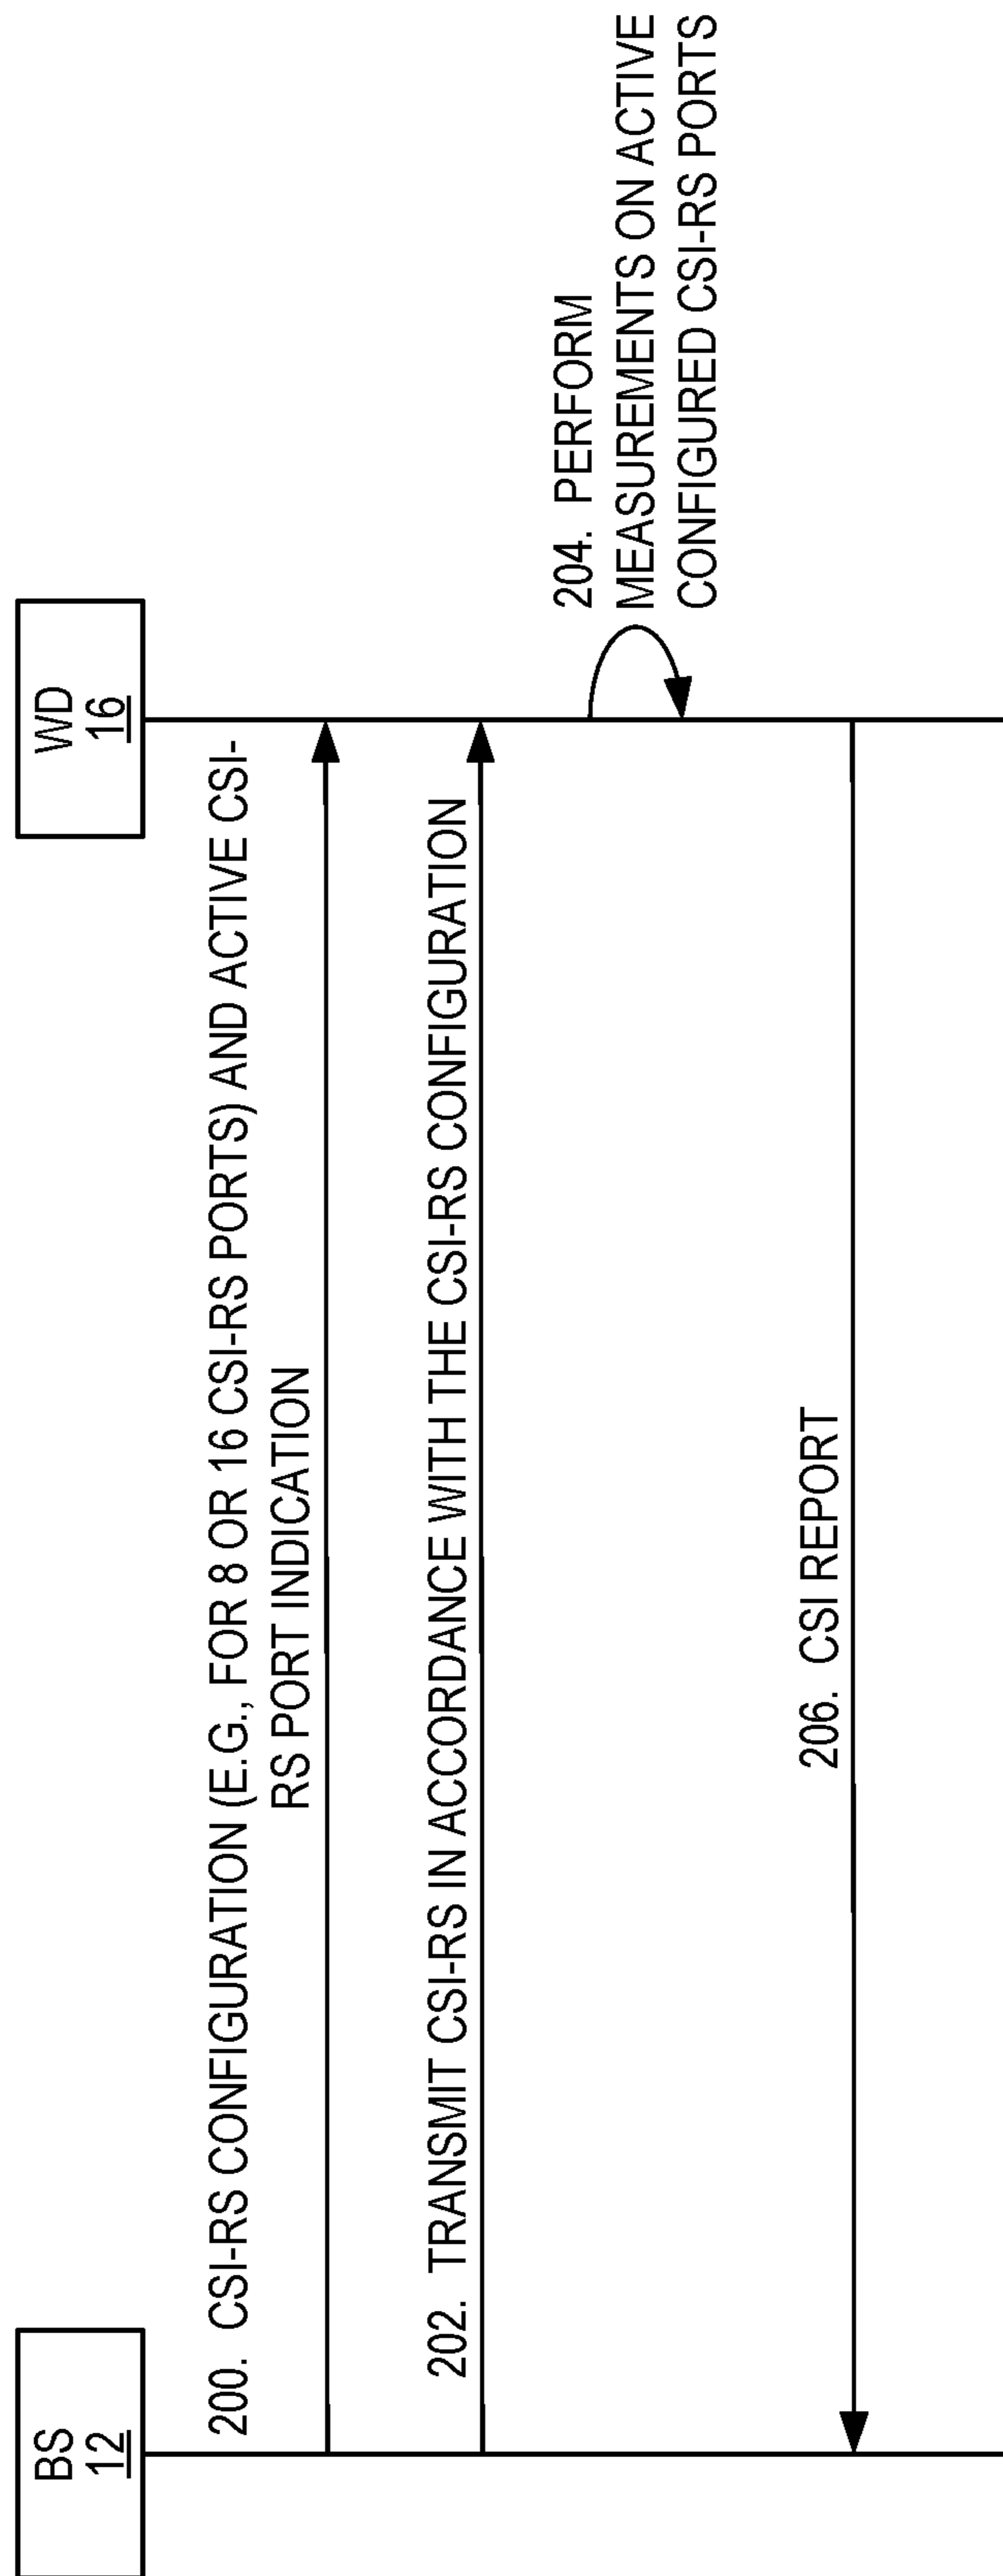 BS
12
WD
16
200. CSI-RS CONFIGURATION (E.G., FOR 8 OR 16 CSI-RS PORTS) AND ACTIVE CSI-
RS PORT INDICATION
202. TRANSMIT CSI-RS IN ACCORDANCE WITH THE CSI-RS CONFIGURATION
204. PERFORM
MEASUREMENTS ON ACTIVE
CONFIGURED CSI-RS PORTS
206. CSI REPORT